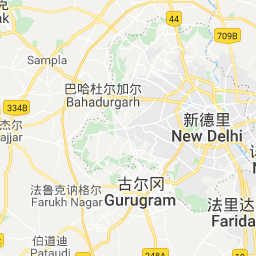 克
44
709B
Sampla
巴哈杜尔加尔
Bahadurgarh
334B
新德里
New Delhi
杰尔
ajjar
法鲁克讷格尔
Farukh Nagar
古尔冈
Gurugram
法里达
Farida
伯道迪
Pataudi
248A